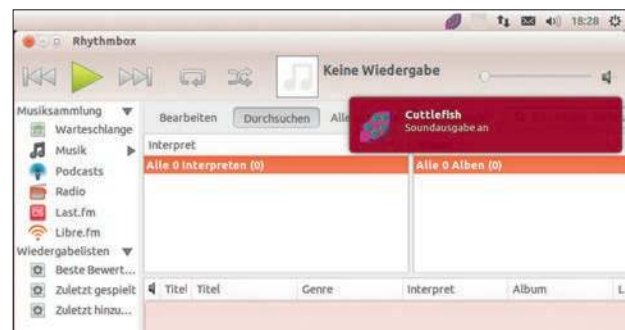 18:28
Rhythmbox
Keine Wiedergabe
Musiksammlung
Warteschlange
Musik
Podcasts
Radio
Last.fm
Libre.fm
Wiedergabelisten
Beste Bewert...
Zuletzt gespielt
Zuletzt hinzu...
Bearbeiten Durchsuchen Alle
Cuttlefish
Soundausgabe an
Interpret
Alle 0 Interpreten (0) Alle 0 Alben (0)
Titel Titel Genre Interpret Album L